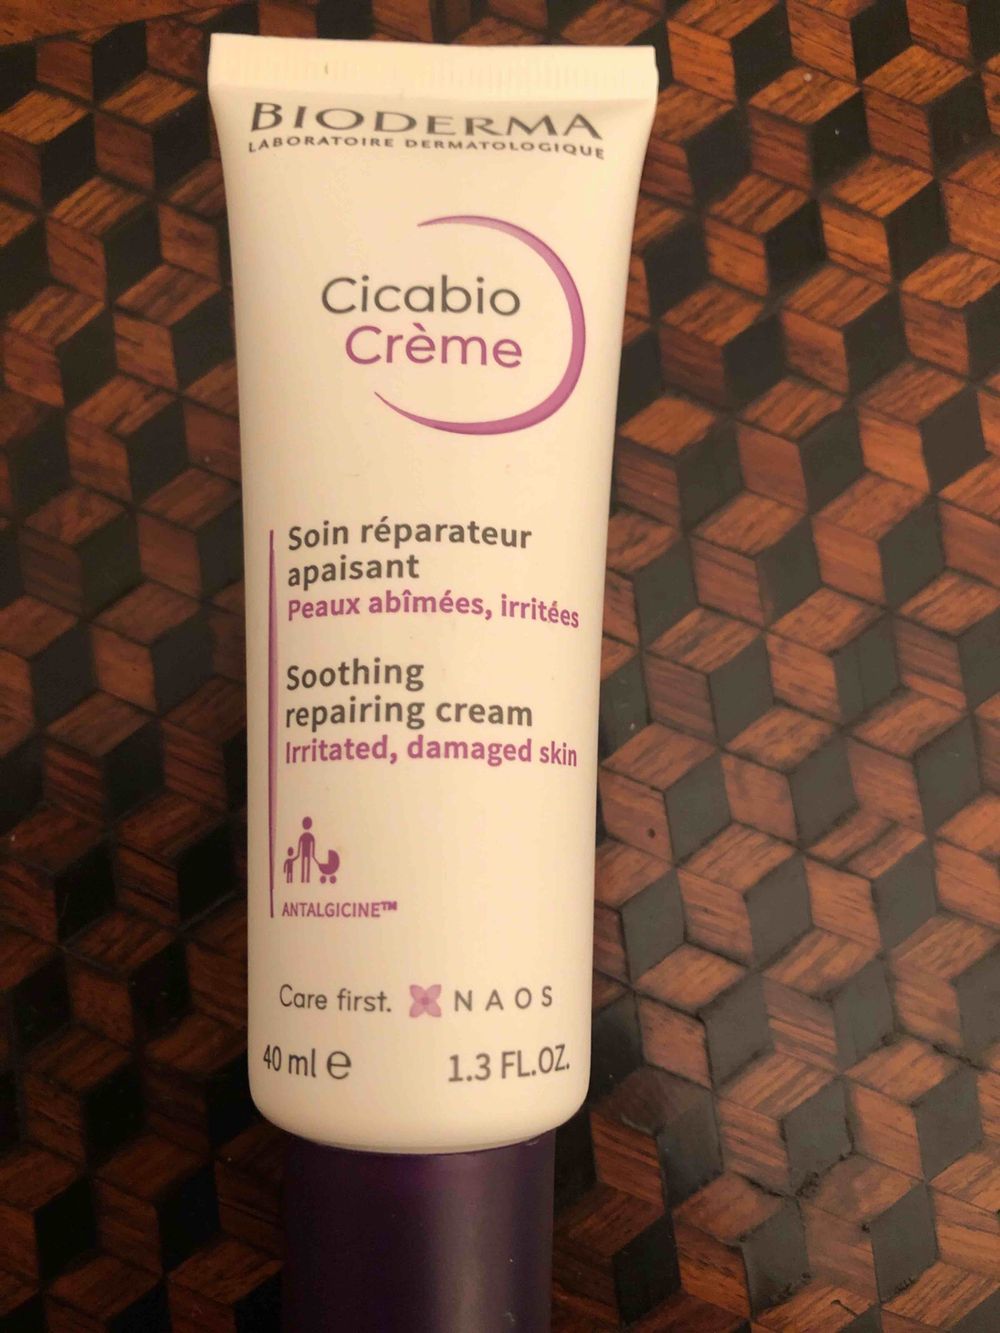 BIODERMA
LABORATOIRE DERMATOLOGIQUE
Cicabio
Crème
Soin réparateur
apaisant
Peaux abîmées, irritées
Soothing
repairing cream
Irritated, damaged skin
ANTALGICINE™
Care first. NAOS
40 ml ℮ 1.3 FL.OZ.